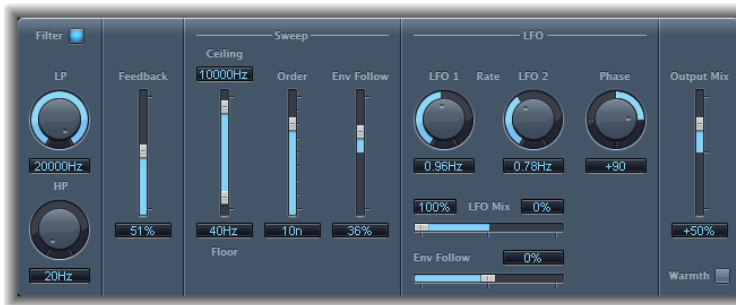 Filter
LP
20000Hz
HP
20Hz
Feedback
51%
Sweep
Ceiling
10000Hz
Order
Env Follow
40Hz
10n
36%
Floor
LFO
LFO 1 Rate LFO 2
Phase
0.96Hz
0.78Hz
+90
100% LFO Mix 0%
Env Follow 0%
Output Mix
+50%
Warmth